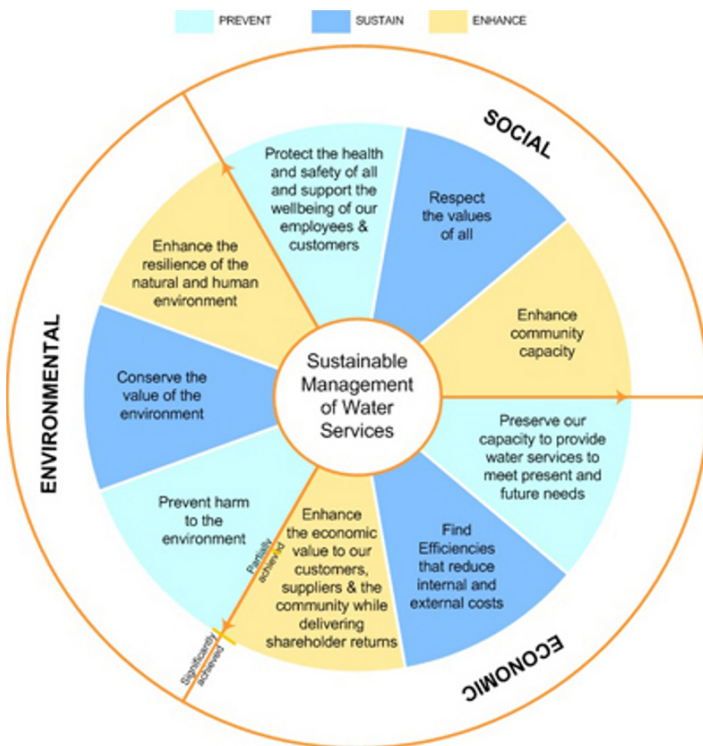 PREVENT
SUSTAIN
ENHANCE
SOCIAL
Protect the health
and safety of all
and support the
wellbeing of our
employees &
customers
Respect
the values
of all
Enhance
community
capacity
Preserve our
capacity to provide
water services to
meet present and
future needs
Find
Efficiencies
that reduce
internal and
external costs
ECONOMIC
Enhance
the economic
value to our
customers,
suppliers & the
community while
delivering
shareholder returns
Partially
achieved
Significantly
achieved
Prevent harm
to the
environment
Conserve the
value of the
environment
Enhance the
resilience of the
natural and human
environment
ENVIRONMENTAL
Sustainable
Management
of Water
Services